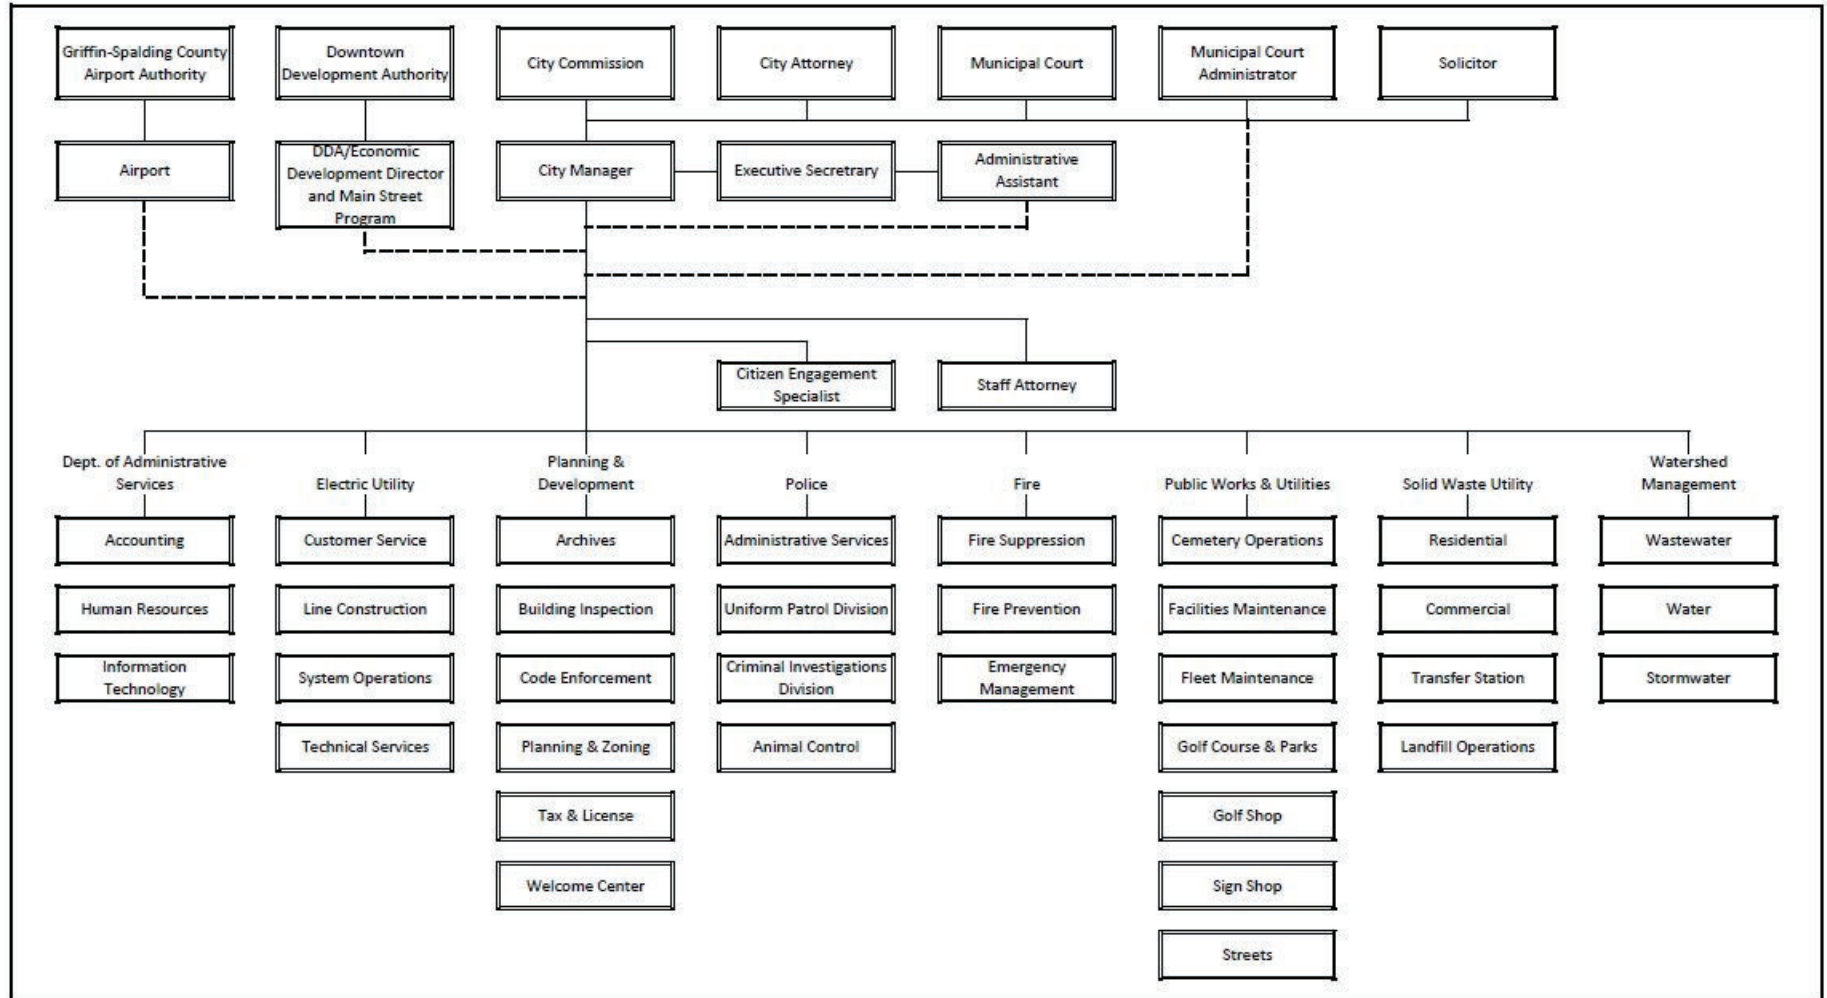 Griffin-Spalding County
Airport Authority
Downtown
Development Authority
City Commission
City Attorney
Municipal Court
Municipal Court
Administrator
Solicitor
Airport
DDA/Economic
Development Director
and Main Street
Program
City Manager
Executive Secretrary
Administrative
Assistant
Citizen Engagement
Specialist
Staff Attorney
Dept. of Administrative
Services
Electric Utility
Planning &
Development
Police
Fire
Public Works & Utilities
Solid Waste Utility
Watershed
Management
Accounting
Customer Service
Archives
Administrative Services
Fire Suppression
Cemetery Operations
Residential
Wastewater
Human Resources
Line Construction
Building Inspection
Uniform Patrol Division
Fire Prevention
Facilities Maintenance
Commercial
Water
Information
Technology
System Operations
Code Enforcement
Criminal Investigations
Division
Emergency
Management
Fleet Maintenance
Transfer Station
Stormwater
Technical Services
Planning & Zoning
Animal Control
Golf Course & Parks
Landfill Operations
Tax & License
Golf Shop
Welcome Center
Sign Shop
Streets